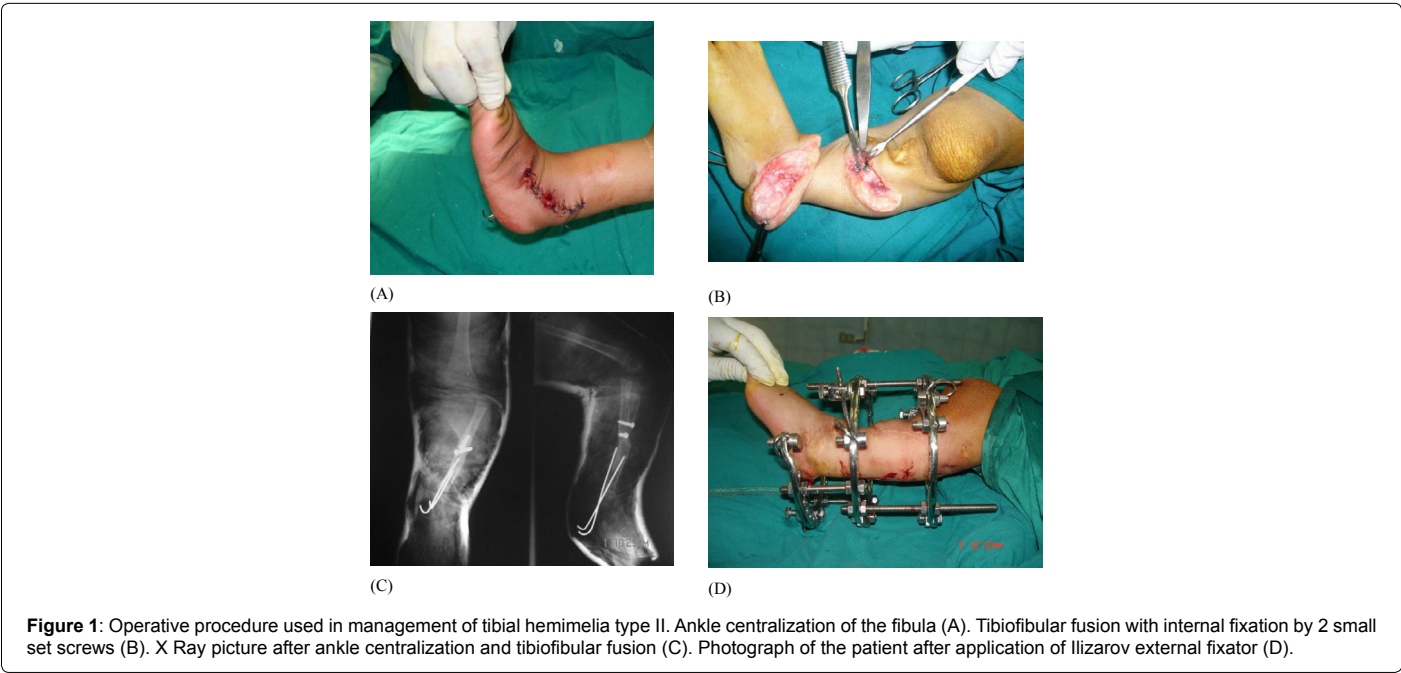 (A)
(B)
(C)
(D)
Figure 1: Operative procedure used in management of tibial hemimelia type II. Ankle centralization of the fibula (A). Tibiofibular fusion with internal fixation by 2 small
set screws (B). X Ray picture after ankle centralization and tibiofibular fusion (C). Photograph of the patient after application of Ilizarov external fixator (D).